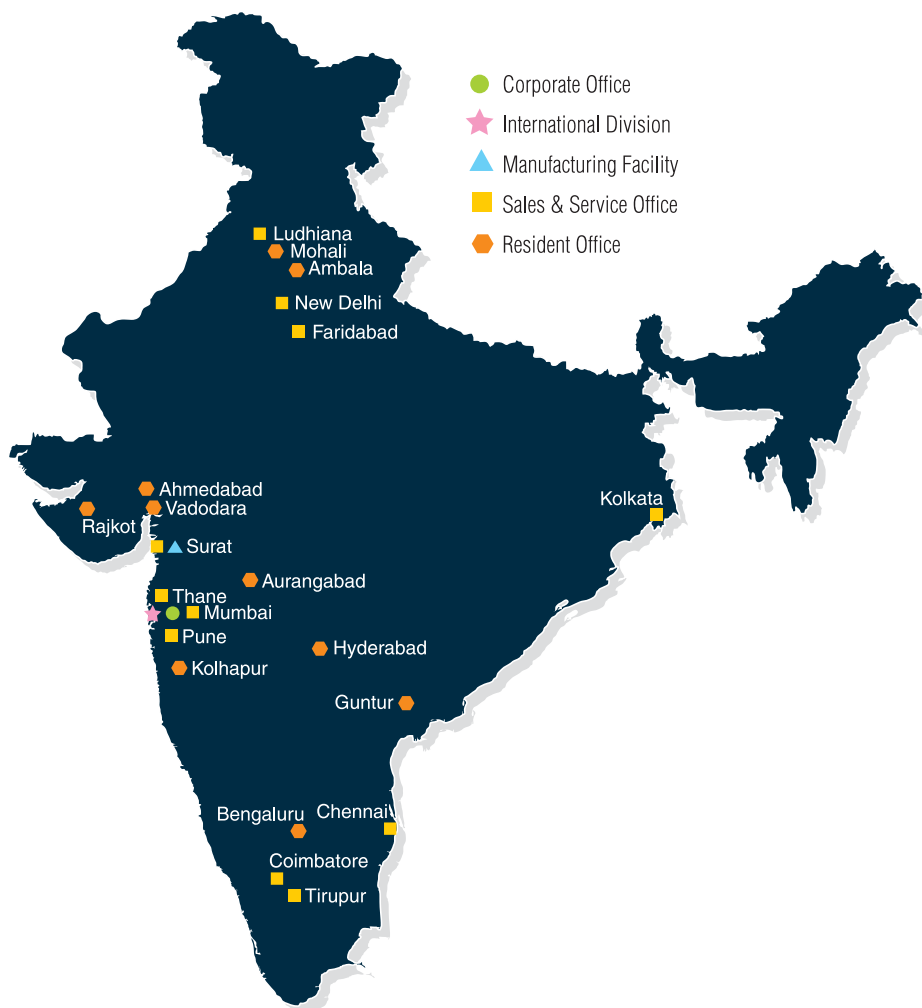 Corporate Office
International Division
Manufacturing Facility
Sales & Service Office
Resident Office
Ludhiana
Mohali
Ambala
New Delhi
Faridabad
Ahmedabad
Vadodara
Rajkot
Kolkata
Surat
Aurangabad
Thane
Mumbai
Pune
Hyderabad
Kolhapur
Guntur
Bengaluru
Chennai
Coimbatore
Tirupur